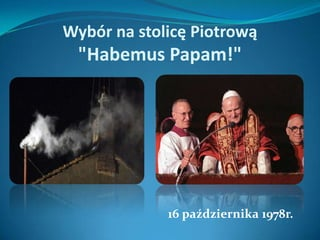 Wybór na stolicę Piotrową
"Habemus Papam!"
16 października 1978r.